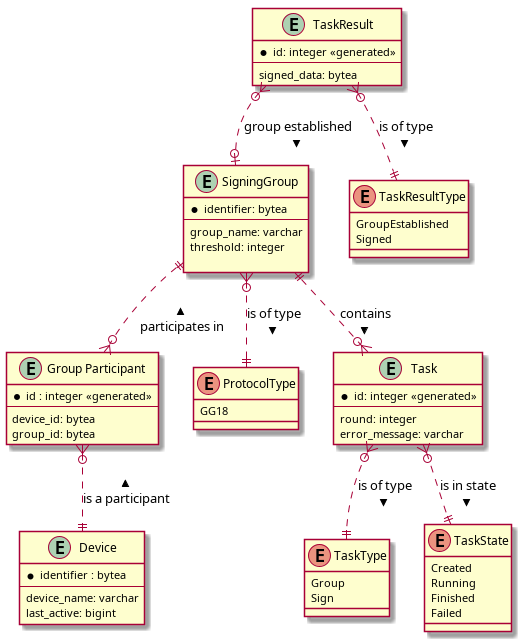 E TaskResult
* id: integer «generated»
signed_data: bytea
group established
is of type
E SigningGroup
* identifier: bytea
group_name: varchar
threshold: integer
E TaskResultType
GroupEstablished
Signed
participates in
is of type
contains
E Group Participant
* id : integer «generated»
device_id: bytea
group_id: bytea
E ProtocolType
GG18
E Task
* id: integer «generated»
round: integer
error_message: varchar
is a participant
is of type
is in state
E Device
* identifier : bytea
device_name: varchar
last_active: bigint
E TaskType
Group
Sign
E TaskState
Created
Running
Finished
Failed